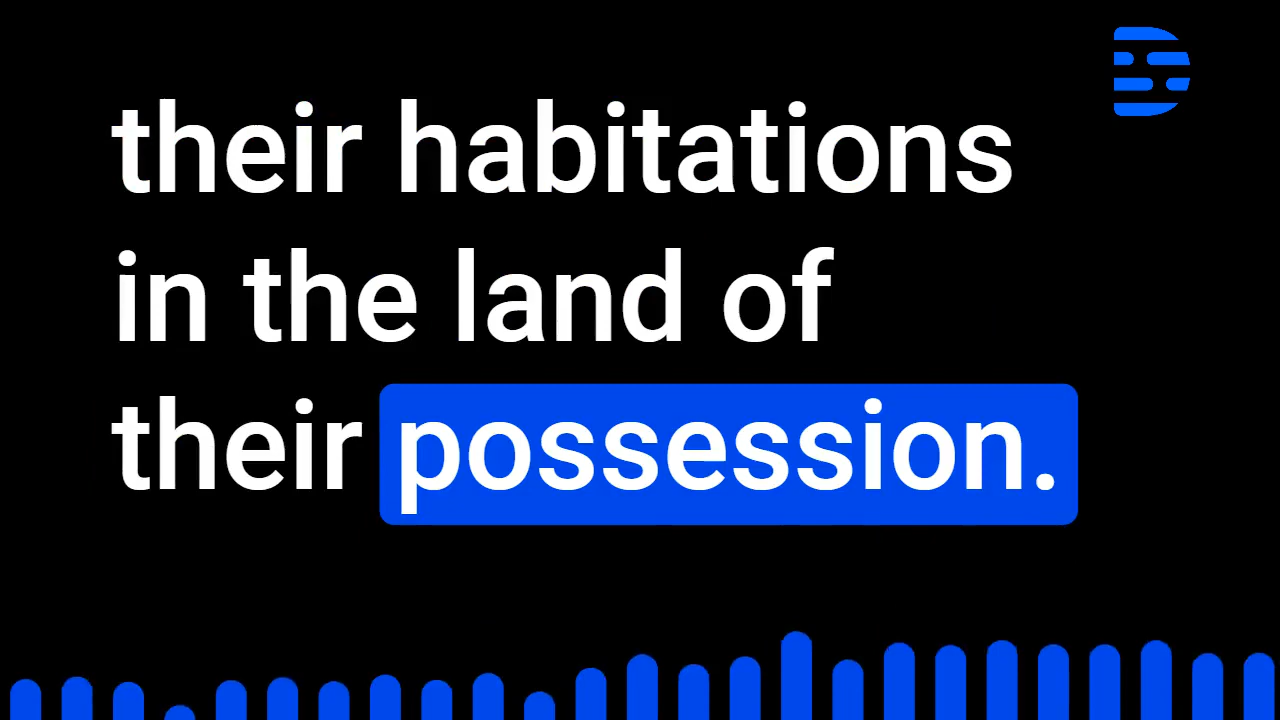 their habitations
in the land of
their possession.